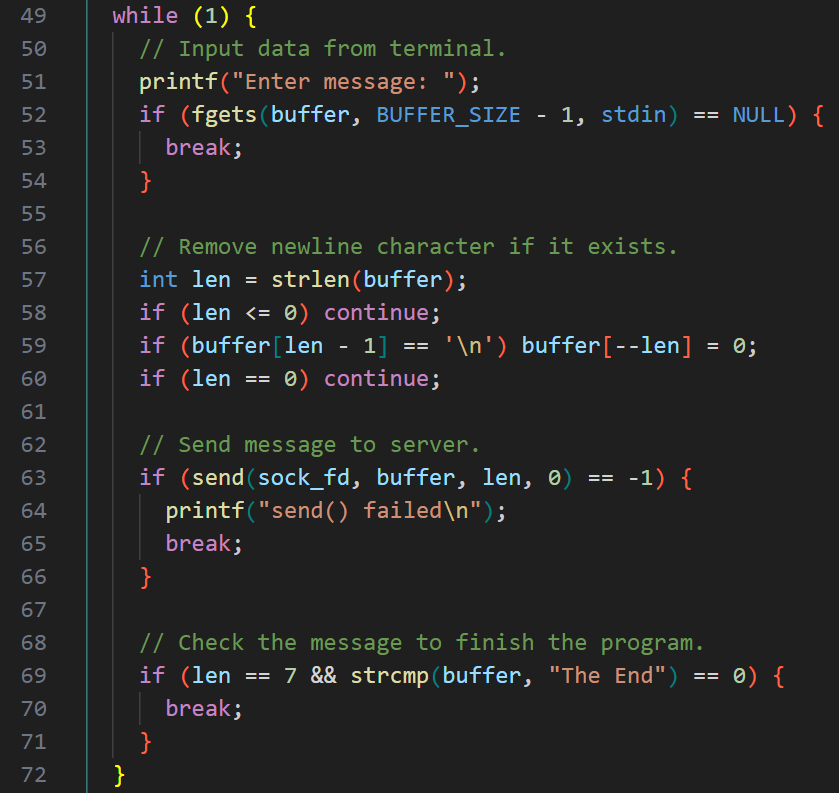 49 while (1) {
50 // Input data from terminal.
51 printf("Enter message: ");
52 if (fgets(buffer, BUFFER_SIZE - 1, stdin) == NULL) {
53 break;
54 }
55
56 // Remove newline character if it exists.
57 int len = strlen(buffer);
58 if (len <= 0) continue;
59 if (buffer[len - 1] == '\n') buffer[--len] = 0;
60 if (len == 0) continue;
61
62 // Send message to server.
63 if (send(sock_fd, buffer, len, 0) == -1) {
64 printf("send() failed\n");
65 break;
66 }
67
68 // Check the message to finish the program.
69 if (len == 7 && strcmp(buffer, "The End") == 0) {
70 break;
71 }
72 }